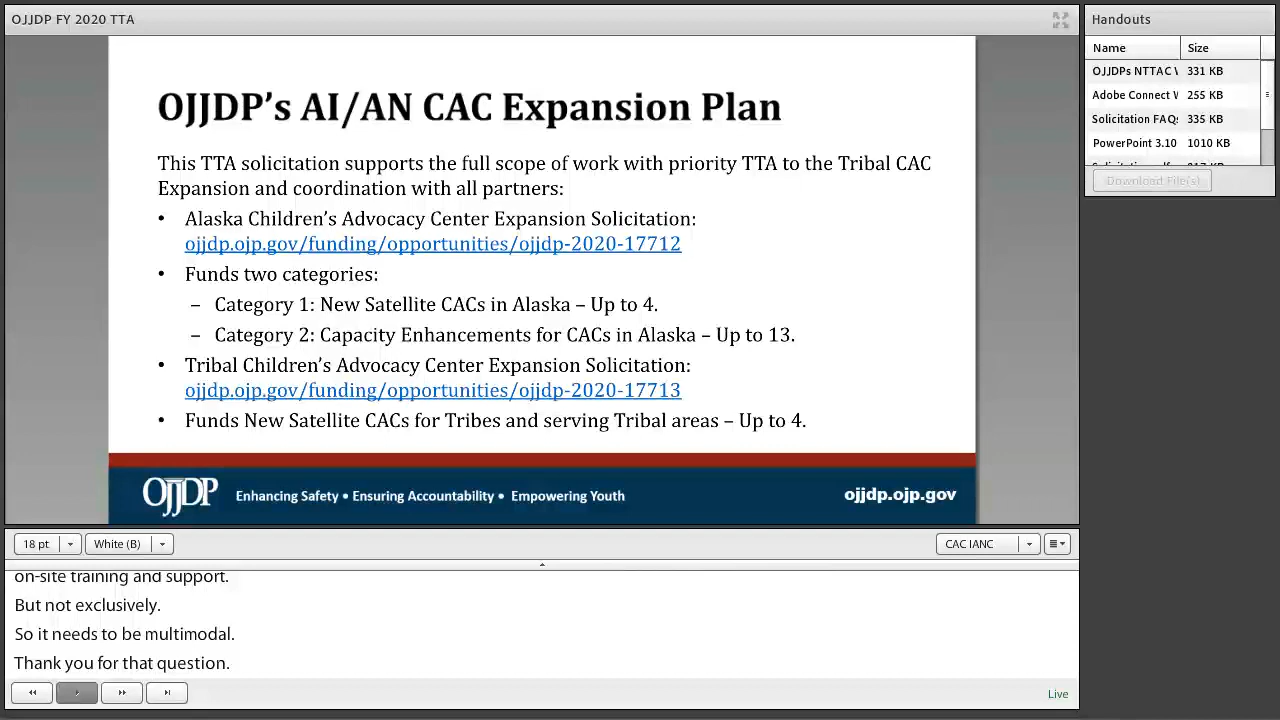 OJJDP FY 2020 TTA
OJJDP’s AI/AN CAC Expansion Plan
This TTA solicitation supports the full scope of work with priority TTA to the Tribal CAC
Expansion and coordination with all partners:
• Alaska Children’s Advocacy Center Expansion Solicitation:
ojjdp.ojp.gov/funding/opportunities/ojjdp-2020-17712
• Funds two categories:
– Category 1: New Satellite CACs in Alaska – Up to 4.
– Category 2: Capacity Enhancements for CACs in Alaska – Up to 13.
• Tribal Children’s Advocacy Center Expansion Solicitation:
ojjdp.ojp.gov/funding/opportunities/ojjdp-2020-17713
• Funds New Satellite CACs for Tribes and serving Tribal areas – Up to 4.
OJJDP Enhancing Safety • Ensuring Accountability • Empowering Youth ojjdp.ojp.gov
18 pt White (B) CAC IANC
on-site training and support.
But not exclusively.
So it needs to be multimodal.
Thank you for that question.
Live
Handouts
Name Size
OJJDPs NTTAC 331 KB
Adobe Connect 255 KB
Solicitation FAQs 335 KB
PowerPoint 3.10 1010 KB
Download File(s)